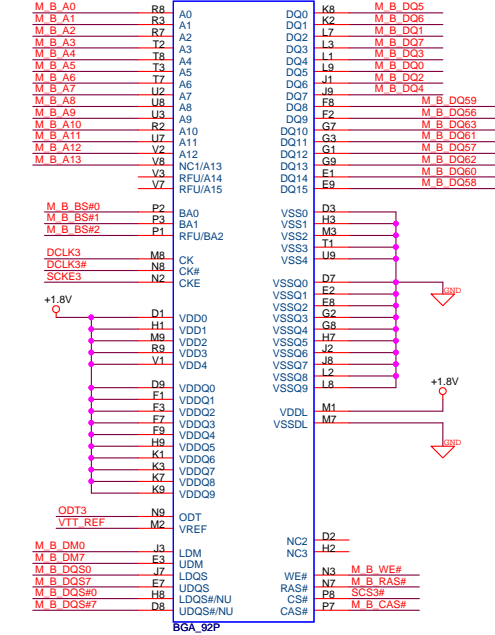 M_B_A0 R8 A0 DQ0 K8 M_B_DQ5
M_B_A1 R3 A1 DQ1 K2 M_B_DQ6
M_B_A2 R7 A2 DQ2 L7 M_B_DQ1
M_B_A3 T2 A3 DQ3 L3 M_B_DQ7
M_B_A4 T8 A4 DQ4 L1 M_B_DQ3
M_B_A5 T3 A5 DQ5 L9 M_B_DQ0
M_B_A6 T7 A6 DQ6 J1 M_B_DQ2
M_B_A7 U2 A7 DQ7 J9 M_B_DQ4
M_B_A8 U8 A8 DQ8 F8 M_B_DQ59
M_B_A9 U3 A9 DQ9 F2 M_B_DQ56
M_B_A10 R2 A10 DQ10 G7 M_B_DQ63
M_B_A11 U7 A11 DQ11 G3 M_B_DQ61
M_B_A12 V2 A12 DQ12 G1 M_B_DQ57
M_B_A13 V8 NC1/A13 DQ13 G9 M_B_DQ62
V3 RFU/A14 DQ14 E1 M_B_DQ60
V7 RFU/A15 DQ15 E9 M_B_DQ58
M_B_BS#0 P2 BA0 VSS0 D3
M_B_BS#1 P3 BA1 VSS1 H3
M_B_BS#2 P1 RFU/BA2 VSS2 M3
VSS3 T1
DCLK3 M8 CK VSS4 U9
DCLK3# N8 CK#
SCKE3 N2 CKE VSSQ0 D7
VSSQ1 E2
+1.8V VSSQ2 E8
GND
D1 VDD0 VSSQ3 G2
H1 VDD1 VSSQ4 G8
M9 VDD2 VSSQ5 H7
R9 VDD3 VSSQ6 J2
V1 VDD4 VSSQ7 J8
VSSQ8 L2
D9 VDDQ0 VSSQ9 L8
+1.8V
F1 VDDQ1
F3 VDDQ2 VDDL M1
F7 VDDQ3 VSSDL M7
F9 VDDQ4
H9 VDDQ5 GND
K1 VDDQ6
K3 VDDQ7
K7 VDDQ8
K9 VDDQ9
ODT3 N9 ODT
VTT_REF M2 VREF
NC2 D2
NC3 H2
M_B_DM0 J3 LDM
M_B_DM7 E3 UDM
M_B_DQS0 J7 LDQS WE# N3 M_B_WE#
M_B_DQS7 E7 UDQS RAS# N7 M_B_RAS#
M_B_DQS#0 H8 LDQS#/NU CS# P8 SCS3#
M_B_DQS#7 D8 UDQS#/NU CAS# P7 M_B_CAS#
BGA_92P